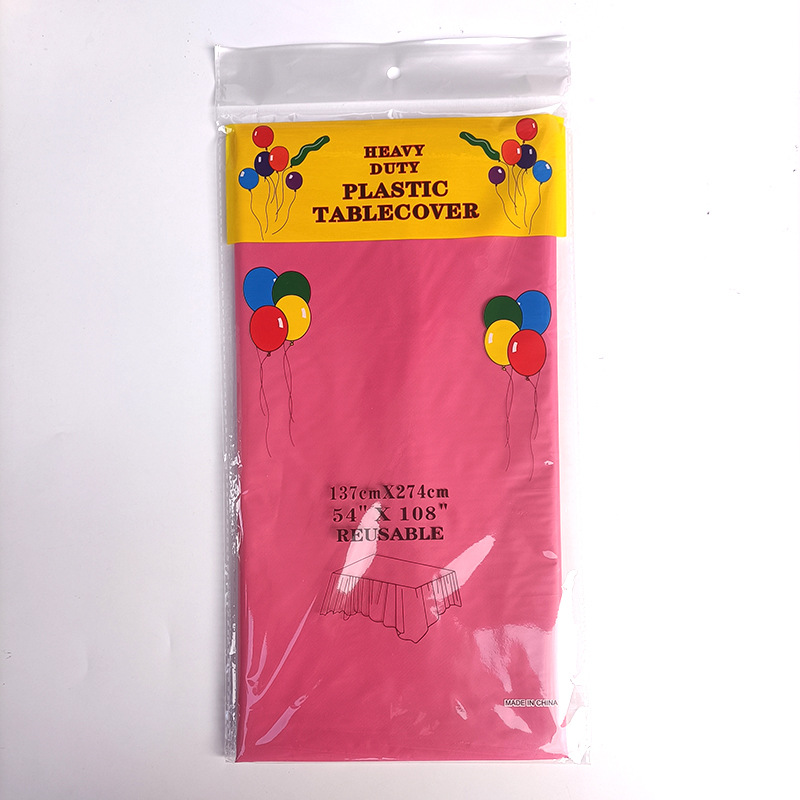 HEAVY
DUTY
PLASTIC
TABLECOVER
137cmX274cm
54" X 108"
REUSABLE
MADE IN CHINA